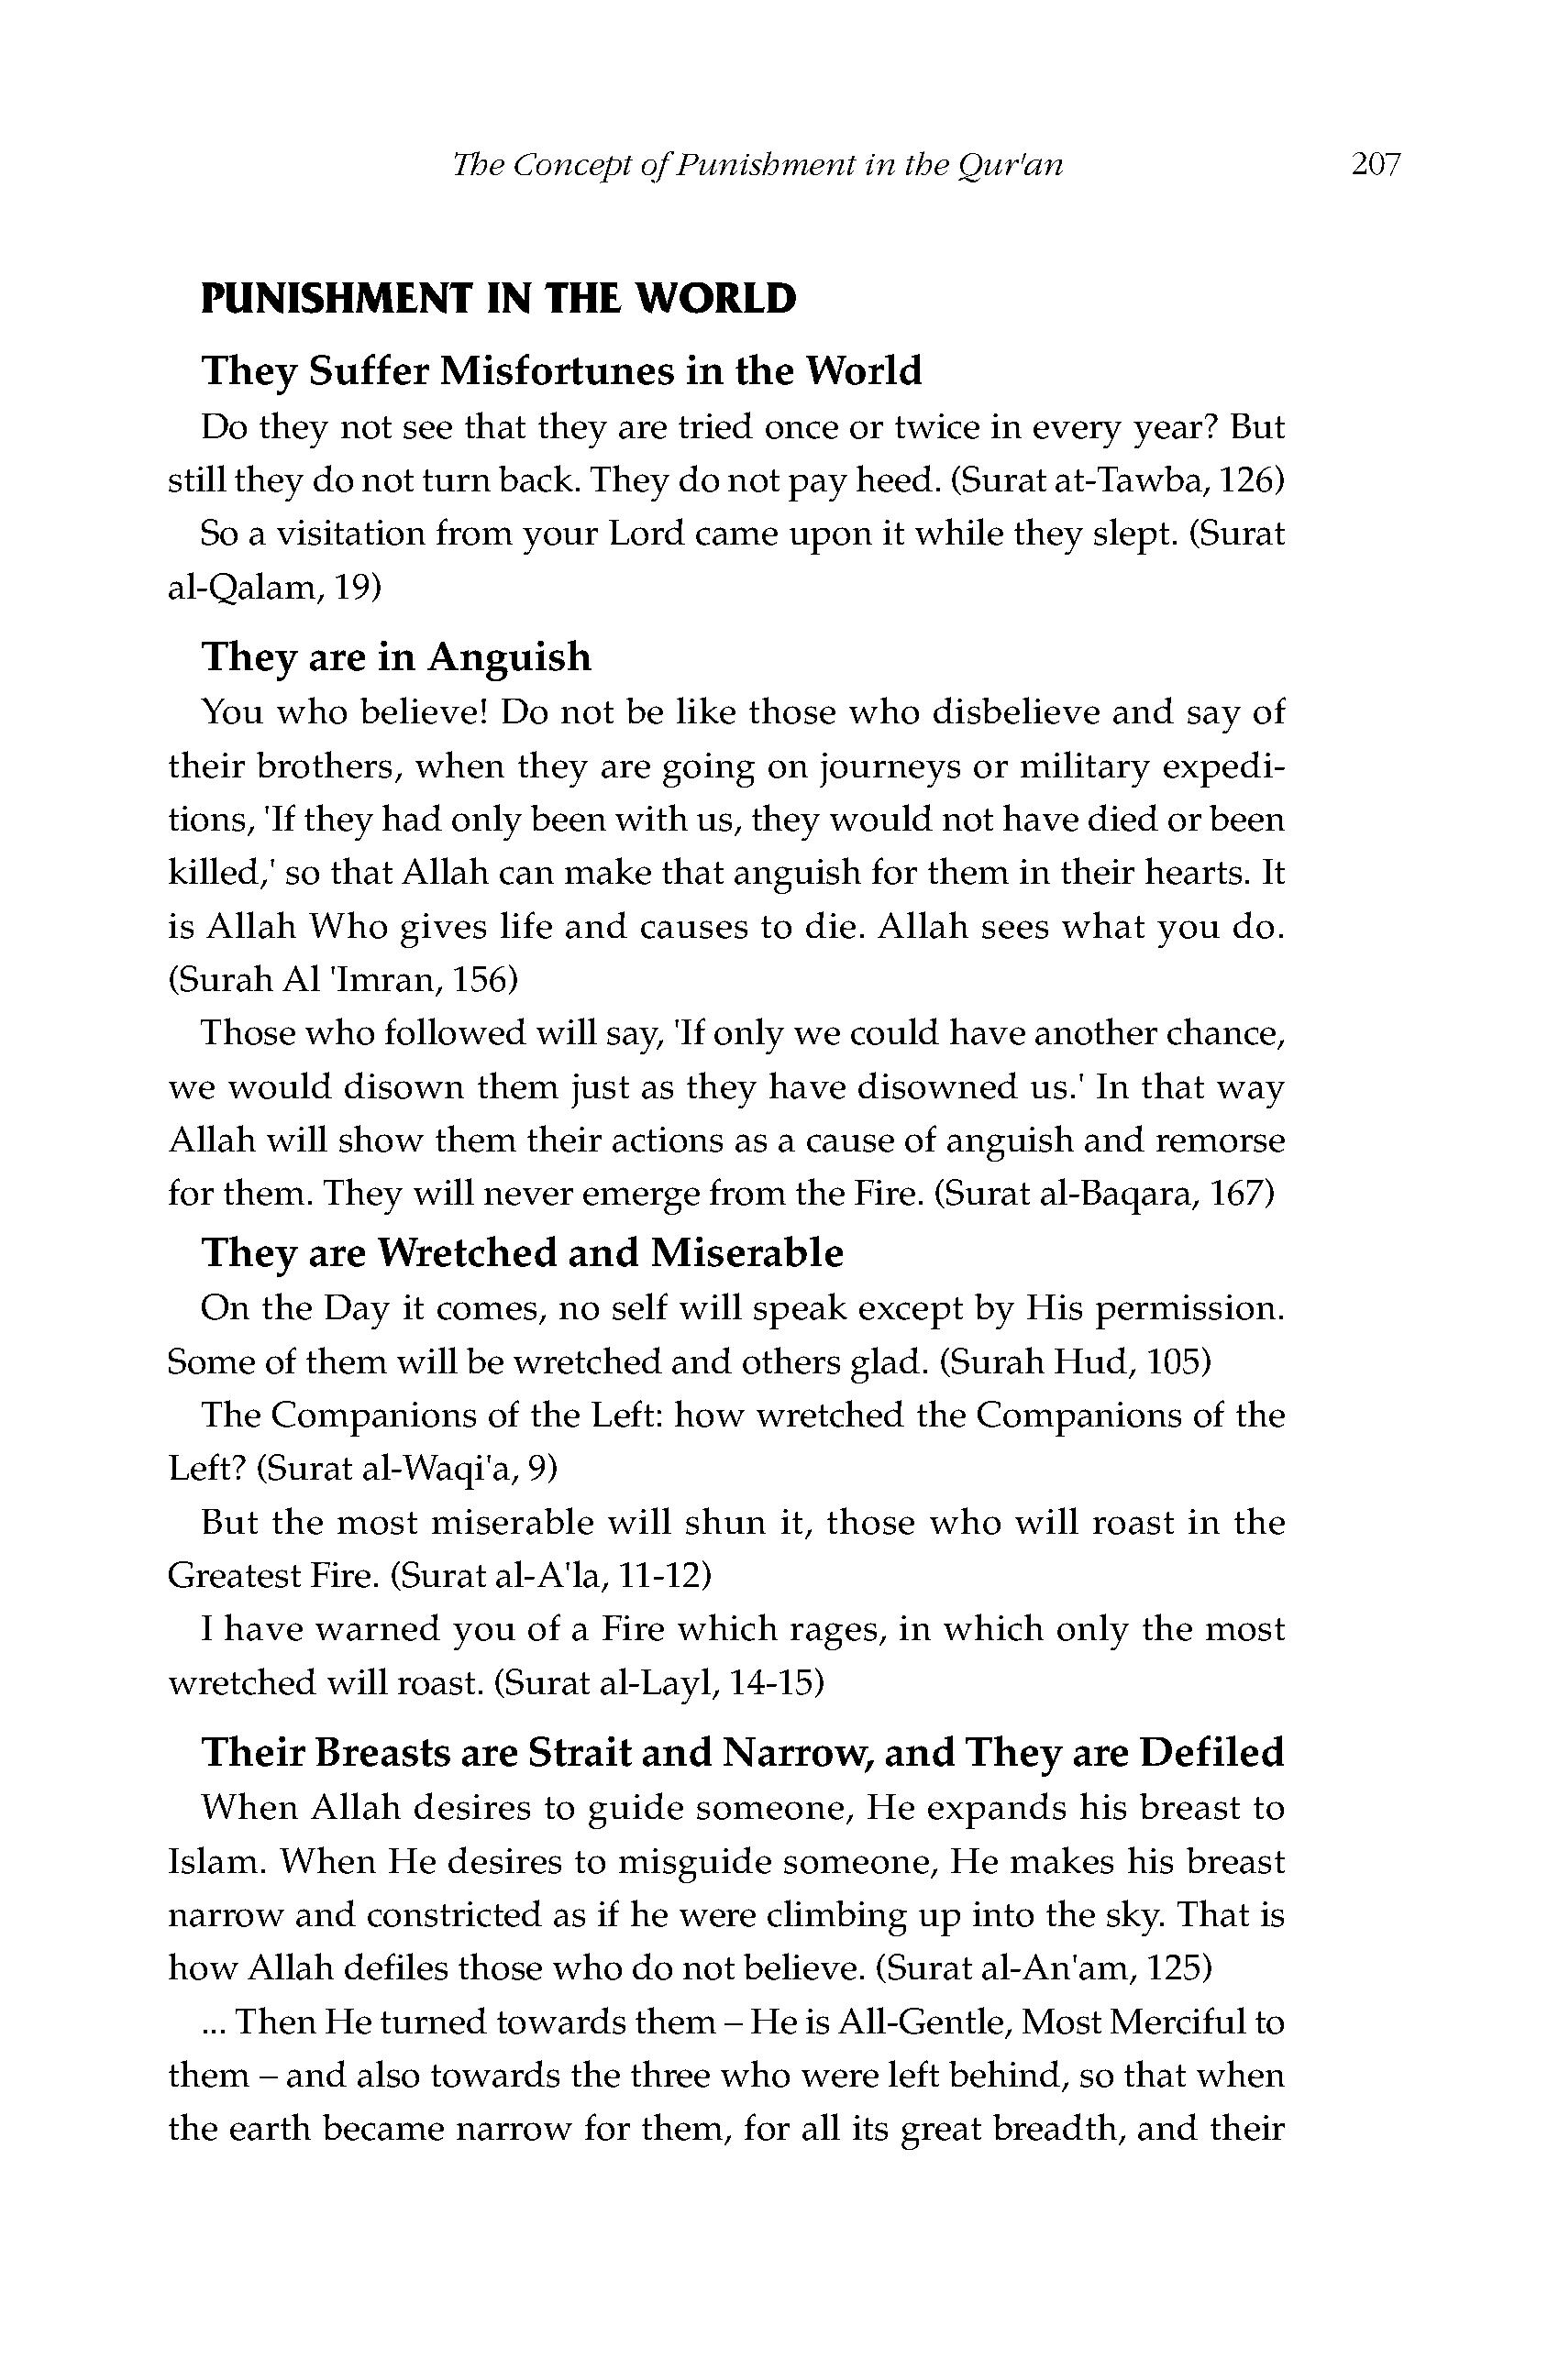 The Concept of Punishment in the Qur'an 207
PUNISHMENT IN THE WORLD
They Suffer Misfortunes in the World
Do they not see that they are tried once or twice in every year? But
still they do not turn back. They do not pay heed. (Surat at-Tawba, 126)
So a visitation from your Lord came upon it while they slept. (Surat
al-Qalam, 19)
They are in Anguish
You who believe! Do not be like those who disbelieve and say of
their brothers, when they are going on journeys or military expedi-
tions, 'If they had only been with us, they would not have died or been
killed,' so that Allah can make that anguish for them in their hearts. It
is Allah Who gives life and causes to die. Allah sees what you do.
(Surah Al 'Imran, 156)
Those who followed will say, 'If only we could have another chance,
we would disown them just as they have disowned us.' In that way
Allah will show them their actions as a cause of anguish and remorse
for them. They will never emerge from the Fire. (Surat al-Baqara, 167)
They are Wretched and Miserable
On the Day it comes, no self will speak except by His permission.
Some of them will be wretched and others glad. (Surah Hud, 105)
The Companions of the Left: how wretched the Companions of the
Left? (Surat al-Waqi'a, 9)
But the most miserable will shun it, those who will roast in the
Greatest Fire. (Surat al-A'la, 11-12)
I have warned you of a Fire which rages, in which only the most
wretched will roast. (Surat al-Layl, 14-15)
Their Breasts are Strait and Narrow, and They are Defiled
When Allah desires to guide someone, He expands his breast to
Islam. When He desires to misguide someone, He makes his breast
narrow and constricted as if he were climbing up into the sky. That is
how Allah defiles those who do not believe. (Surat al-An'am, 125)
... Then He turned towards them – He is All-Gentle, Most Merciful to
them – and also towards the three who were left behind, so that when
the earth became narrow for them, for all its great breadth, and their